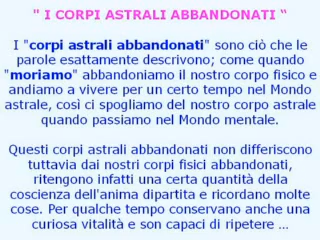 " I CORPI ASTRALI ABBANDONATI “
I "corpi astrali abbandonati" sono ciò che le
parole esattamente descrivono; come quando
"moriamo" abbandoniamo il nostro corpo fisico e
andiamo a vivere per un certo tempo nel Mondo
astrale, così ci spogliamo del nostro corpo astrale
quando passiamo nel Mondo mentale.
Questi corpi astrali abbandonati non differiscono
tuttavia dai nostri corpi fisici abbandonati,
ritengono infatti una certa quantità della
coscienza dell'anima dipartita e ricordano molte
cose. Per qualche tempo conservano anche una
curiosa vitalità e son capaci di ripetere ...